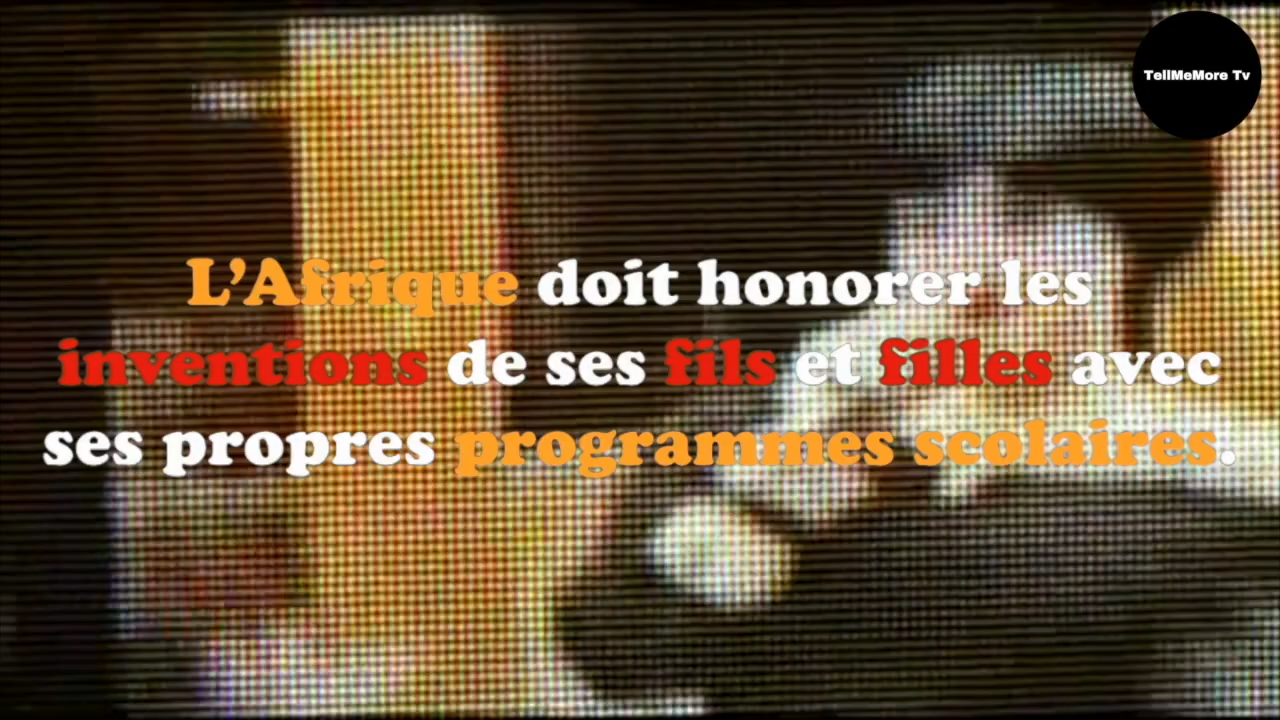 TellMeMore Tv
L’Afrique doit honorer les
inventions de ses fils et filles avec
ses propres programmes scolaires.